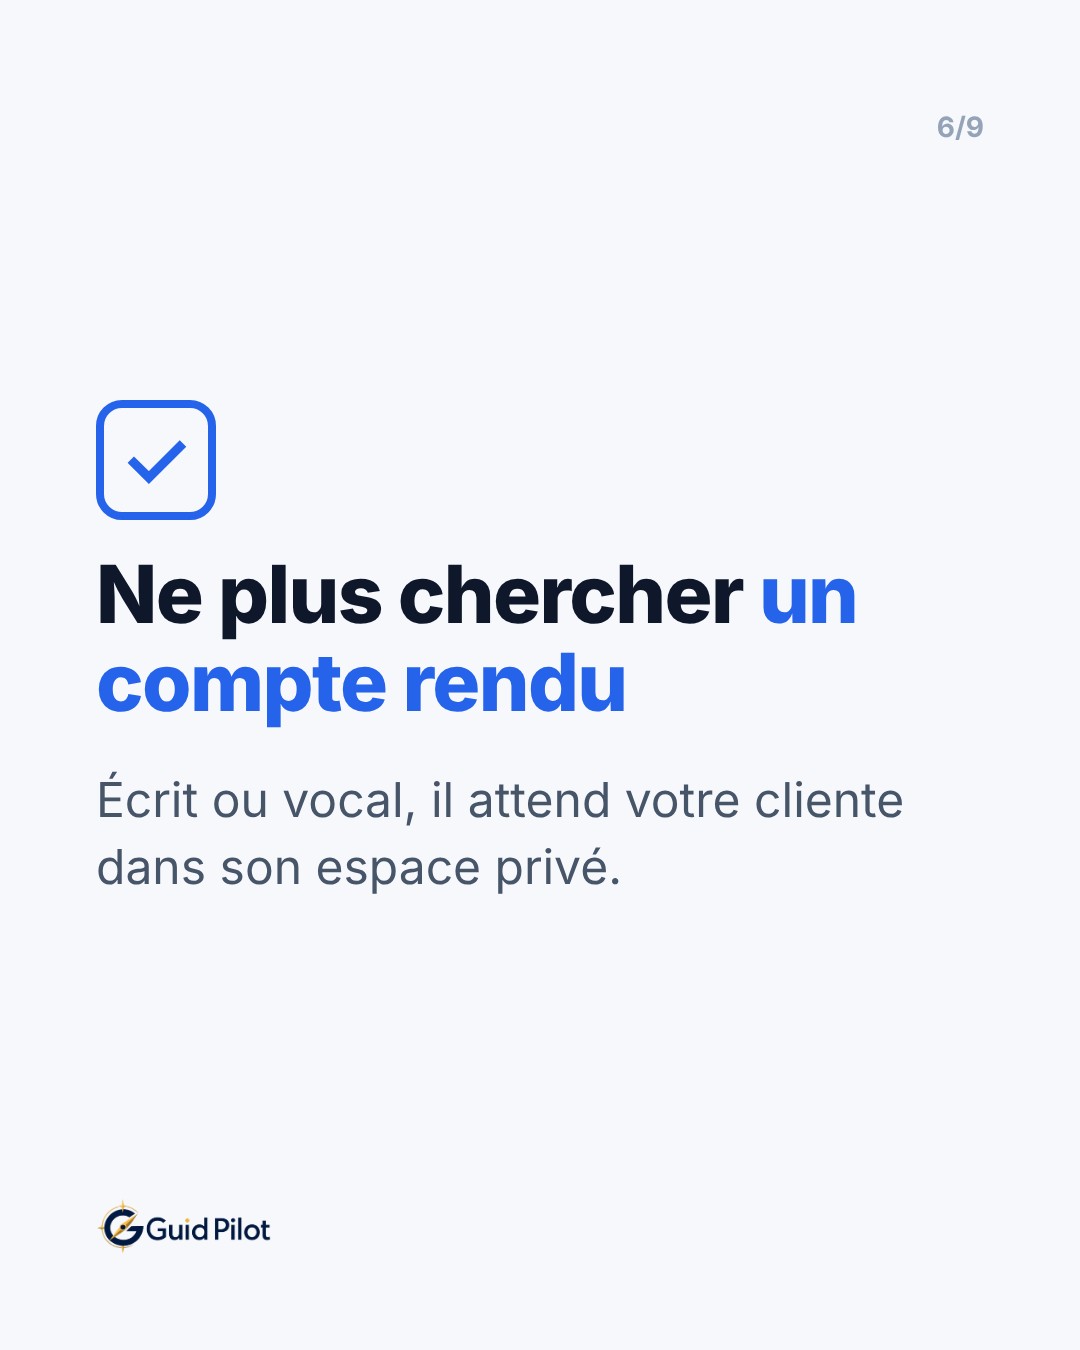 6/9
Ne plus chercher un
compte rendu
Écrit ou vocal, il attend votre cliente
dans son espace privé.
Guid Pilot